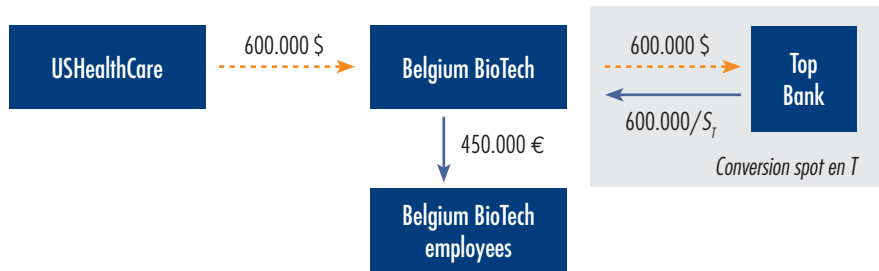 USHealthCare
600.000 $
Belgium BioTech
600.000 $
Top
Bank
600.000/S_T
Conversion spot en T
450.000 €
Belgium BioTech
employees